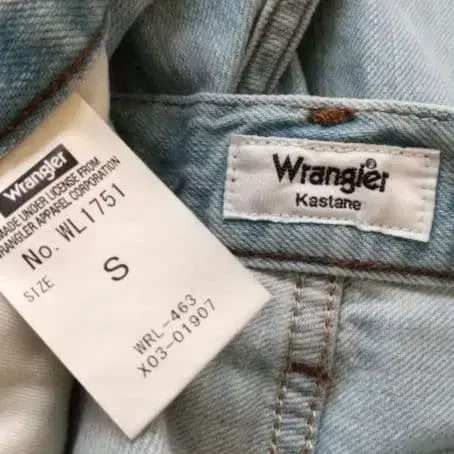 Wrangler
MADE UNDER LICENSE FROM
WRANGLER APPAREL CORPORATION
No. WL1751
SIZE
S
WRL-463
X03-01907
Wrangler®
Kastane